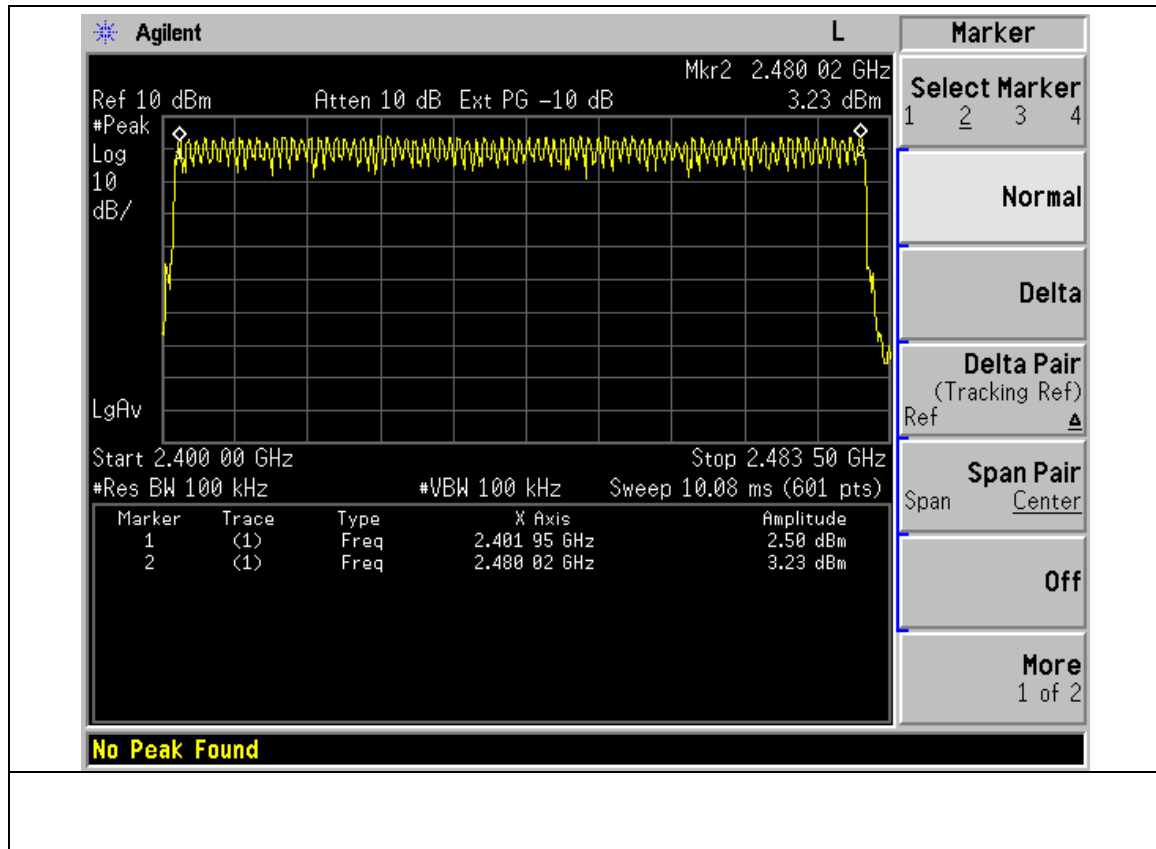 Agilent L
Mkr2 2.480 02 GHz
Ref 10 dBm Atten 10 dB Ext PG -10 dB 3.23 dBm
#Peak
Log
10
dB/
LgAv
Start 2.400 00 GHz Stop 2.483 50 GHz
#Res BW 100 kHz #VBW 100 kHz Sweep 10.08 ms (601 pts)
Marker Trace Type X Axis Amplitude
1 (1) Freq 2.401 95 GHz 2.50 dBm
2 (1) Freq 2.480 02 GHz 3.23 dBm
No Peak Found
Marker
Select Marker
1 2 3 4
Normal
Delta
Delta Pair
(Tracking Ref)
Ref Δ
Span Pair
Span Center
Off
More
1 of 2